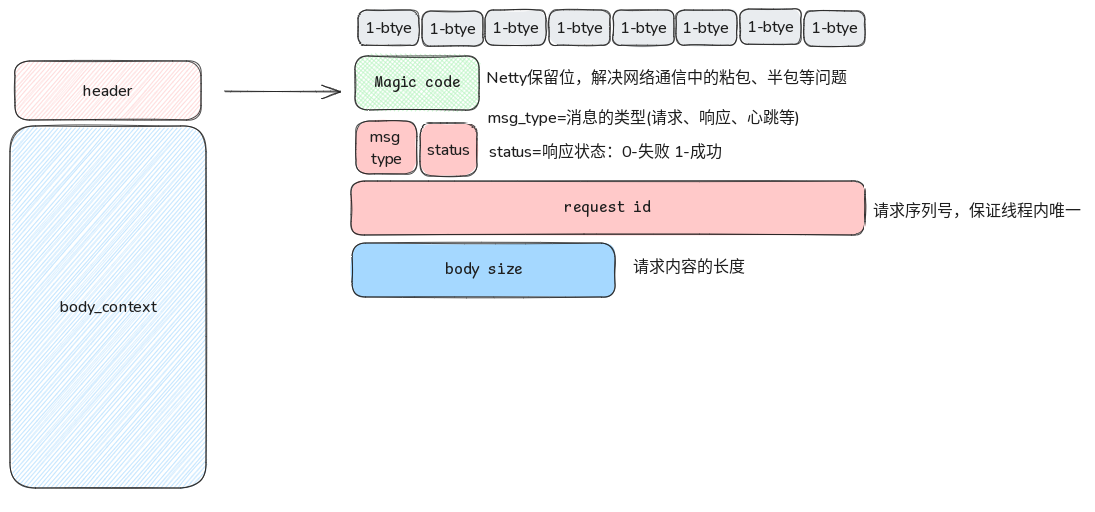 1-btye 1-btye 1-btye 1-btye 1-btye 1-btye 1-btye 1-btye
header
Magic code
Netty保留位，解决网络通信中的粘包、半包等问题
msg_type=消息的类型(请求、响应、心跳等)
msg
type
status
status=响应状态：0-失败 1-成功
request id
请求序列号，保证线程内唯一
body size
请求内容的长度
body_context